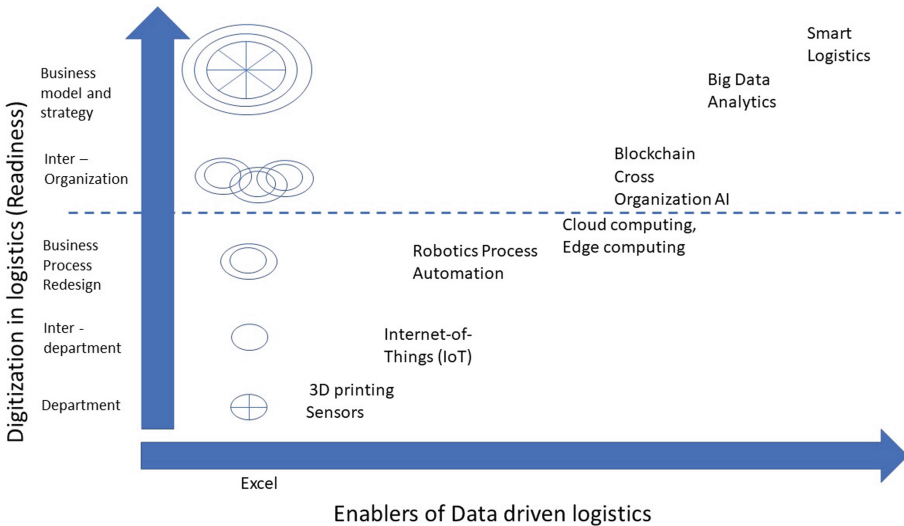 Digitization in logistics (Readiness)
Business
model and
strategy
Inter –
Organization
Business
Process
Redesign
Inter -
department
Department
Smart
Logistics
Big Data
Analytics
Blockchain
Cross
Organization AI
Cloud computing,
Edge computing
Robotics Process
Automation
Internet-of-
Things (IoT)
3D printing
Sensors
Excel
Enablers of Data driven logistics